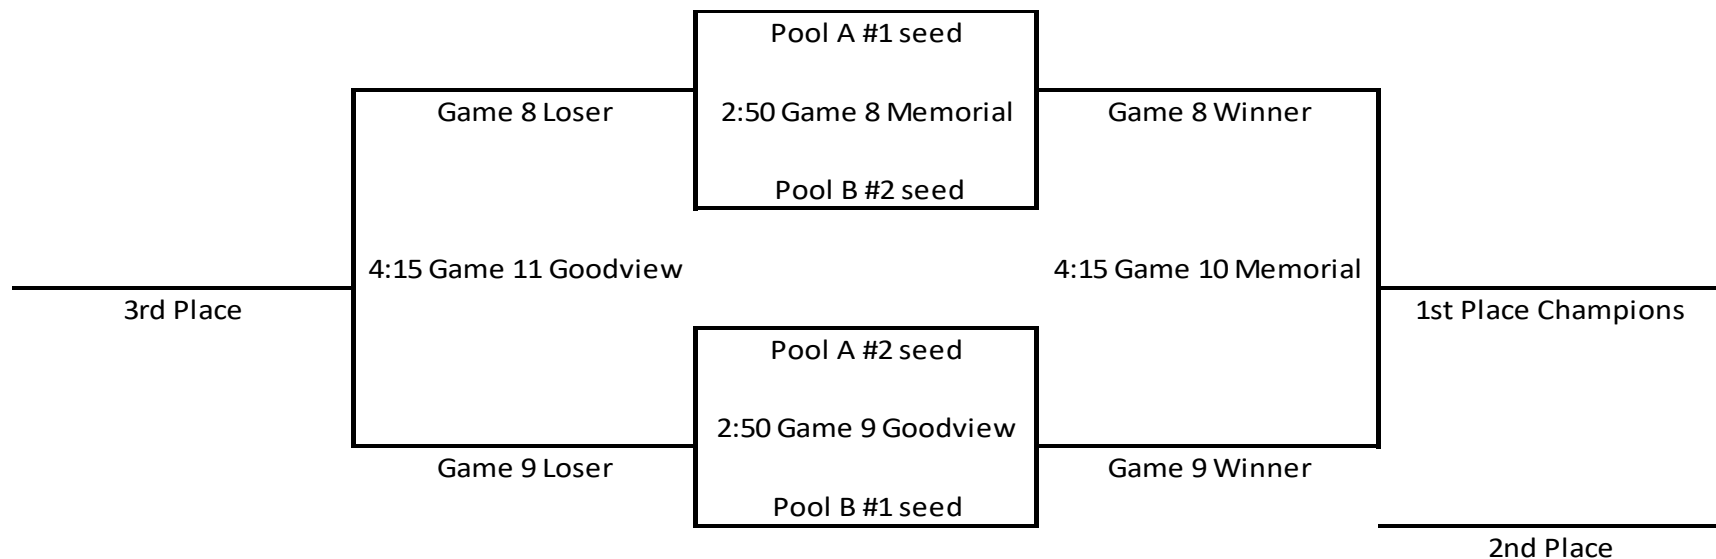 Pool A #1 seed
Game 8 Loser
2:50 Game 8 Memorial
Game 8 Winner
Pool B #2 seed
4:15 Game 11 Goodview
4:15 Game 10 Memorial
3rd Place
1st Place Champions
Pool A #2 seed
2:50 Game 9 Goodview
Game 9 Loser
Game 9 Winner
Pool B #1 seed
2nd Place